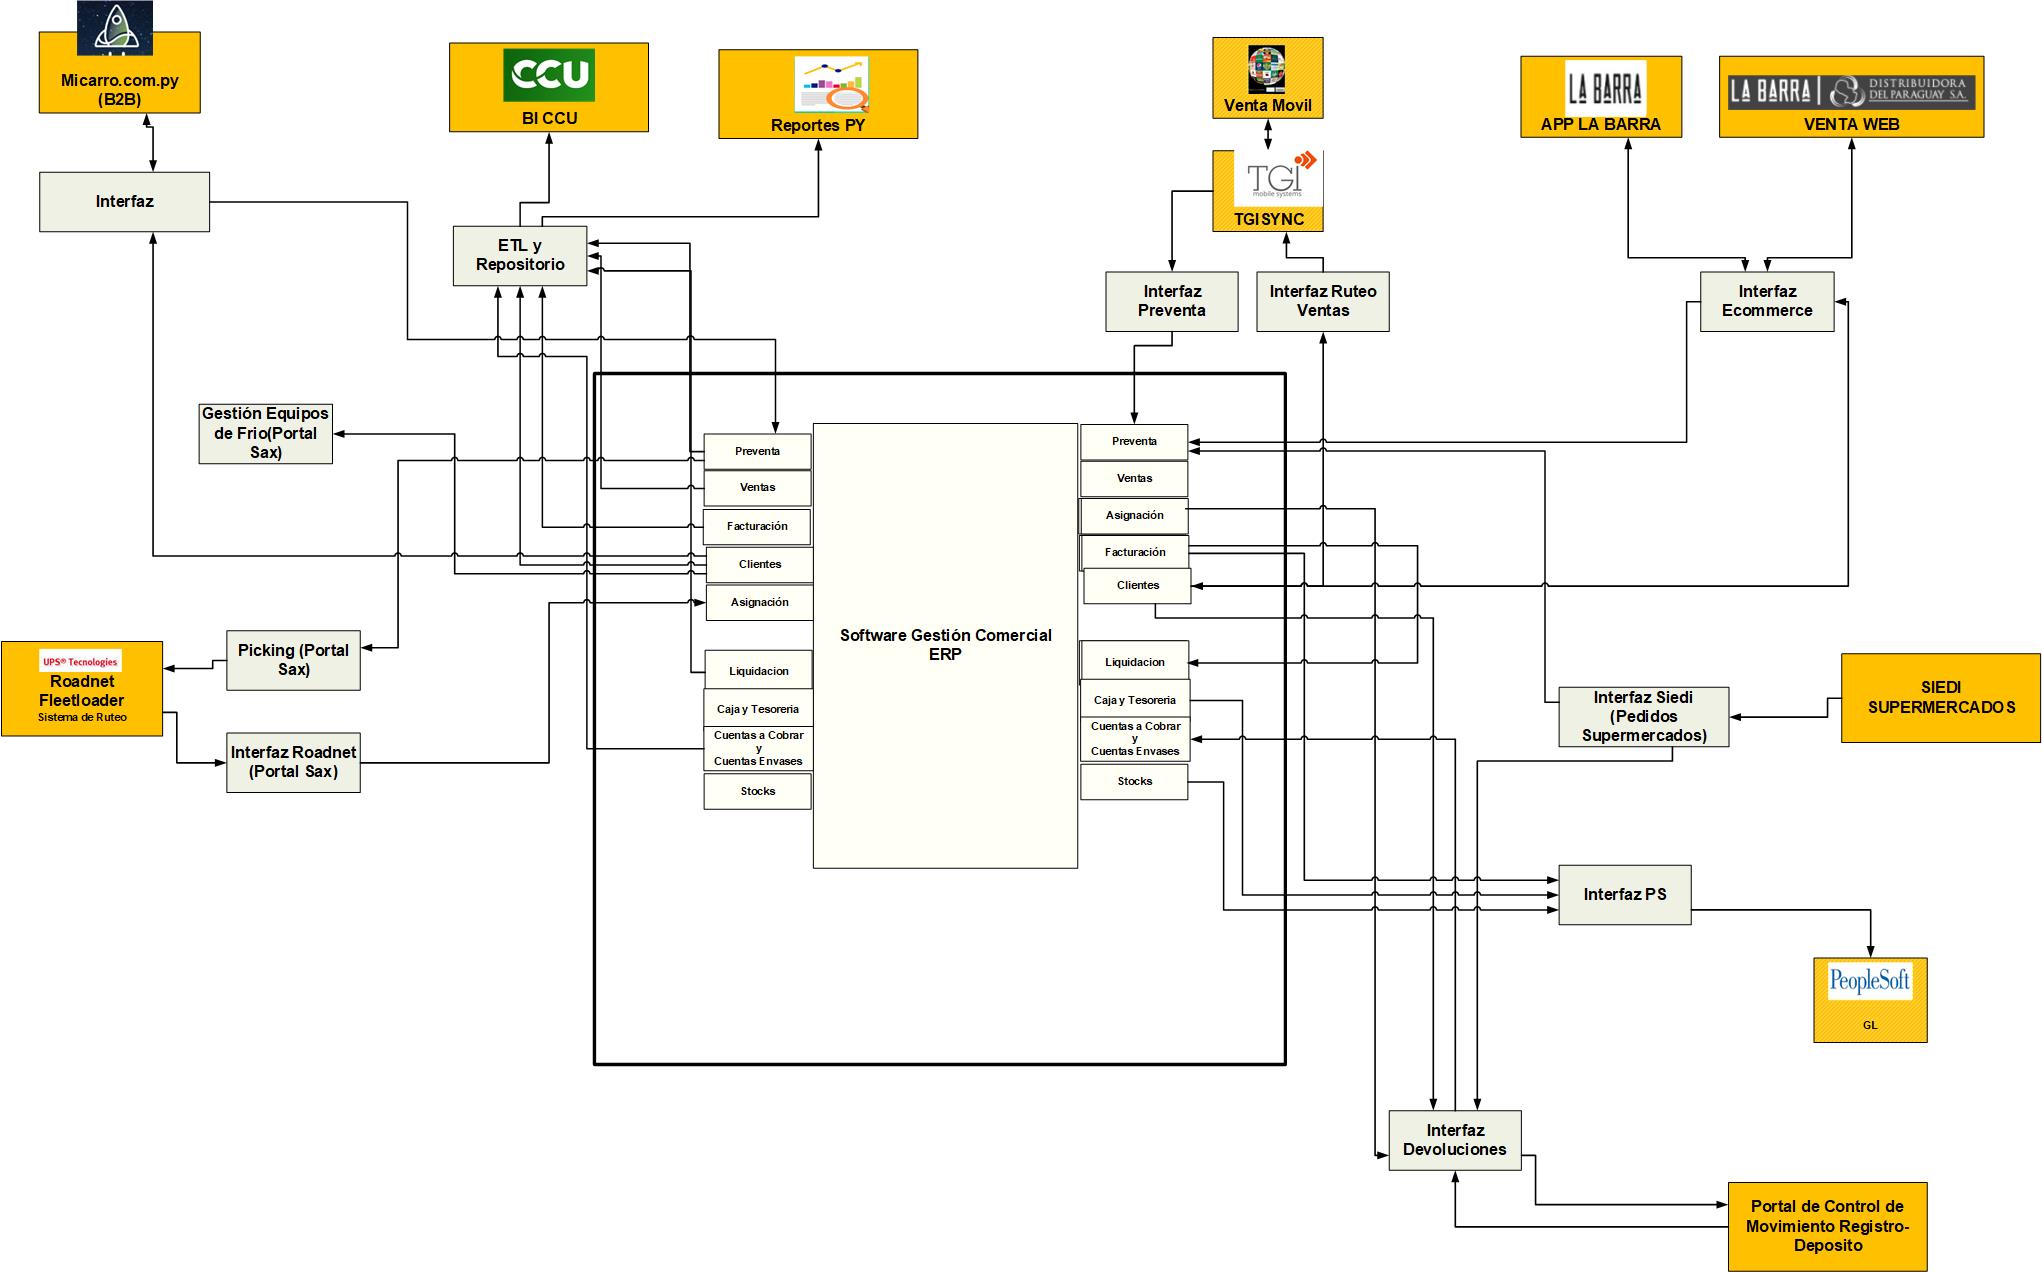 Micarro.com.py
(B2B)
CCU
BI CCU
Reportes PY
Venta Movil
TGI
mobile systems
TGISYNC
LA BARRA
APP LA BARRA
LA BARRA | DISTRIBUIDORA
DEL PARAGUAY S.A.
VENTA WEB
Interfaz
ETL y
Repositorio
Interfaz
Preventa
Interfaz Ruteo
Ventas
Interfaz
Ecommerce
Gestión Equipos
de Frio(Portal
Sax)
Preventa
Ventas
Facturación
Clientes
Asignación
Liquidacion
Caja y Tesoreria
Cuentas a Cobrar
y
Cuentas Envases
Stocks
Software Gestión Comercial
ERP
Preventa
Ventas
Asignación
Facturación
Clientes
Liquidacion
Caja y Tesoreria
Cuentas a Cobrar
y
Cuentas Envases
Stocks
UPS® Tecnologies
Roadnet
Fleetloader
Sistema de Ruteo
Picking (Portal
Sax)
Interfaz Roadnet
(Portal Sax)
Interfaz Siedi
(Pedidos
Supermercados)
SIEDI
SUPERMERCADOS
Interfaz PS
PeopleSoft
GL
Interfaz
Devoluciones
Portal de Control de
Movimiento Registro-
Deposito